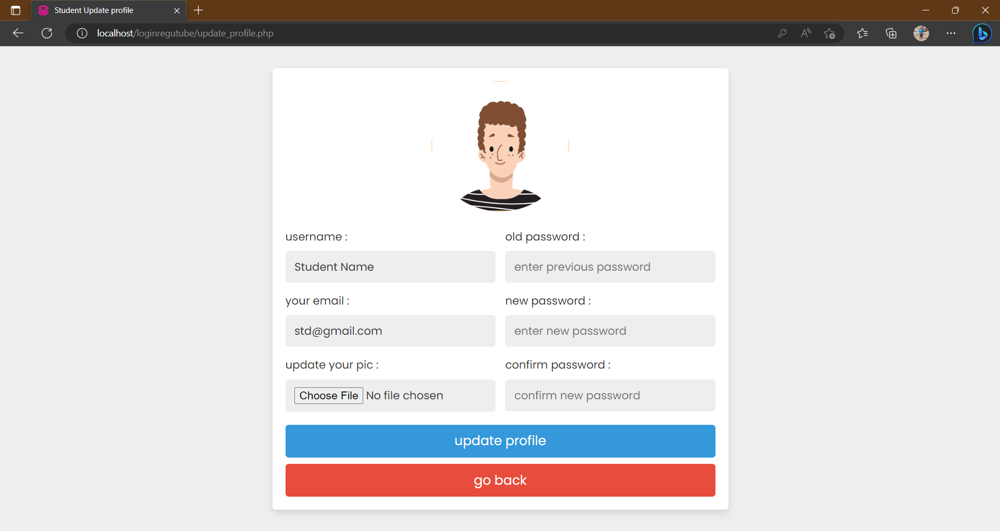 Student Update profile
localhost/loginregutube/update_profile.php
username :
old password :
Student Name
enter previous password
your email :
new password :
std@gmail.com
enter new password
update your pic :
confirm password :
Choose File No file chosen
confirm new password
update profile
go back